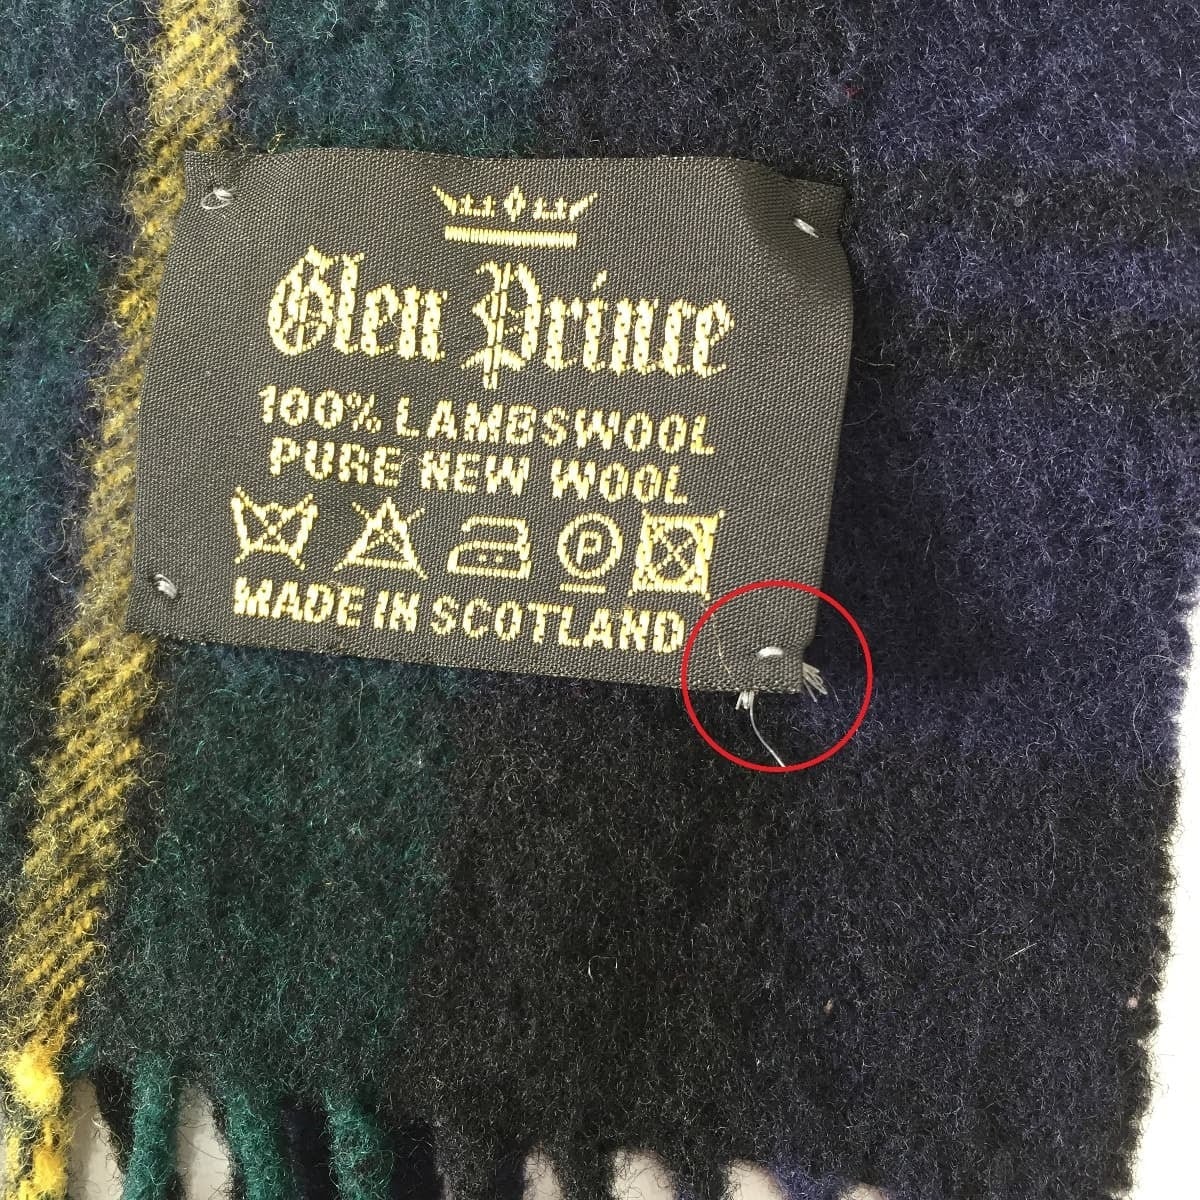 Glen Prince
100% LAMBSWOOL
PURE NEW WOOL
P
MADE IN SCOTLAND